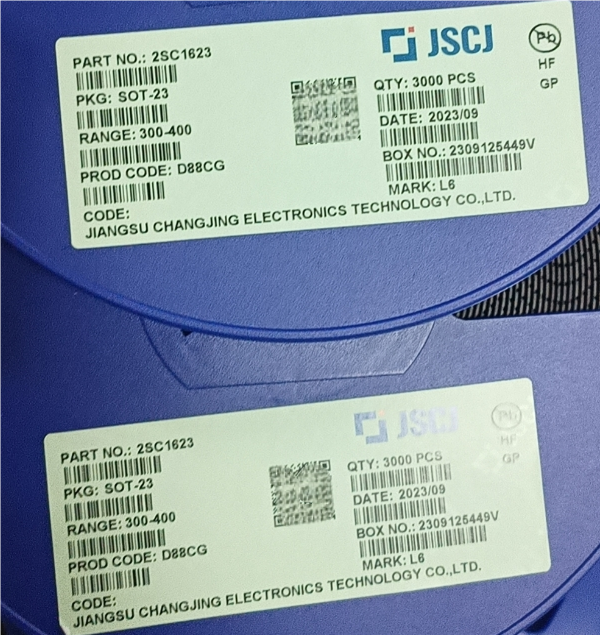 JSCJ
Pb
HF
GP
PART NO.: 2SC1623
PKG: SOT-23
RANGE: 300-400
PROD CODE: D88CG
CODE:
QTY: 3000 PCS
DATE: 2023/09
BOX NO.: 2309125449V
MARK: L6
JIANGSU CHANGJING ELECTRONICS TECHNOLOGY CO.,LTD.
JSCJ
Pb
HF
GP
PART NO.: 2SC1623
PKG: SOT-23
RANGE: 300-400
PROD CODE: D88CG
CODE:
QTY: 3000 PCS
DATE: 2023/09
BOX NO.: 2309125449V
MARK: L6
JIANGSU CHANGJING ELECTRONICS TECHNOLOGY CO.,LTD.